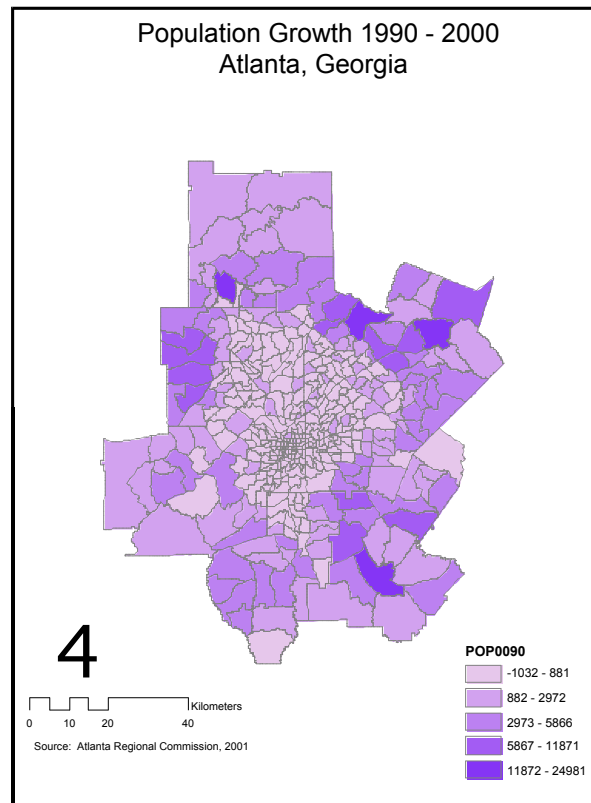 Population Growth 1990 - 2000
Atlanta, Georgia
4
Kilometers
0 10 20 40
Source: Atlanta Regional Commission, 2001
POP0090
-1032 - 881
882 - 2972
2973 - 5866
5867 - 11871
11872 - 24981